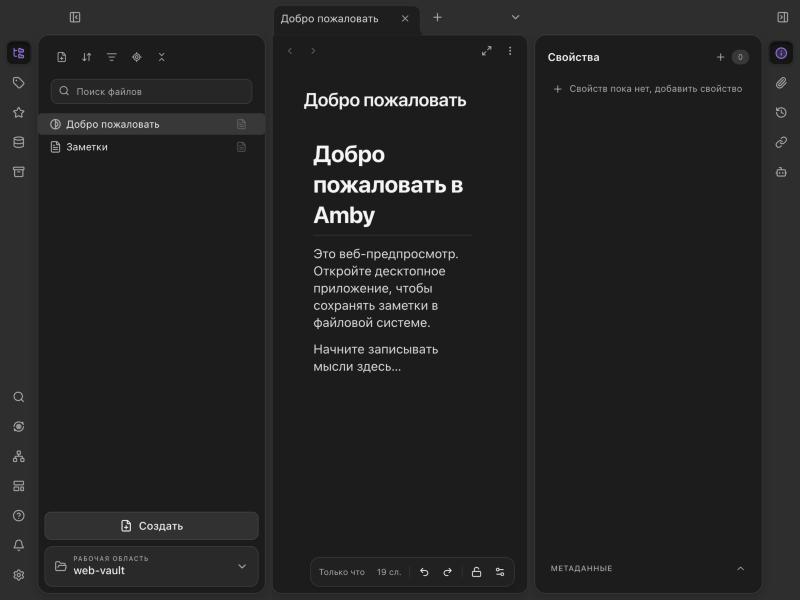 Добро пожаловать
Поиск файлов
Добро пожаловать
Заметки
Создать
РАБОЧАЯ ОБЛАСТЬ
web-vault
Добро пожаловать
Добро
пожаловать в
Amby
Это веб-предпросмотр.
Откройте десктопное
приложение, чтобы
сохранять заметки в
файловой системе.
Начните записывать
мысли здесь...
Только что 19 сл.
Свойства 0
Свойств пока нет, добавить свойство
МЕТАДАННЫЕ